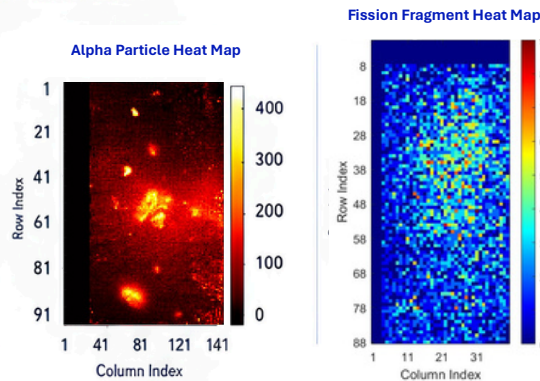 Fission Fragment Heat Map
Alpha Particle Heat Map
1
21
41
61
81
91
Row Index
1 41 81 121 141
Column Index
400
300
200
100
0
8
18
28
38
48
58
68
78
88
Row Index
1 11 21 31
Column Index